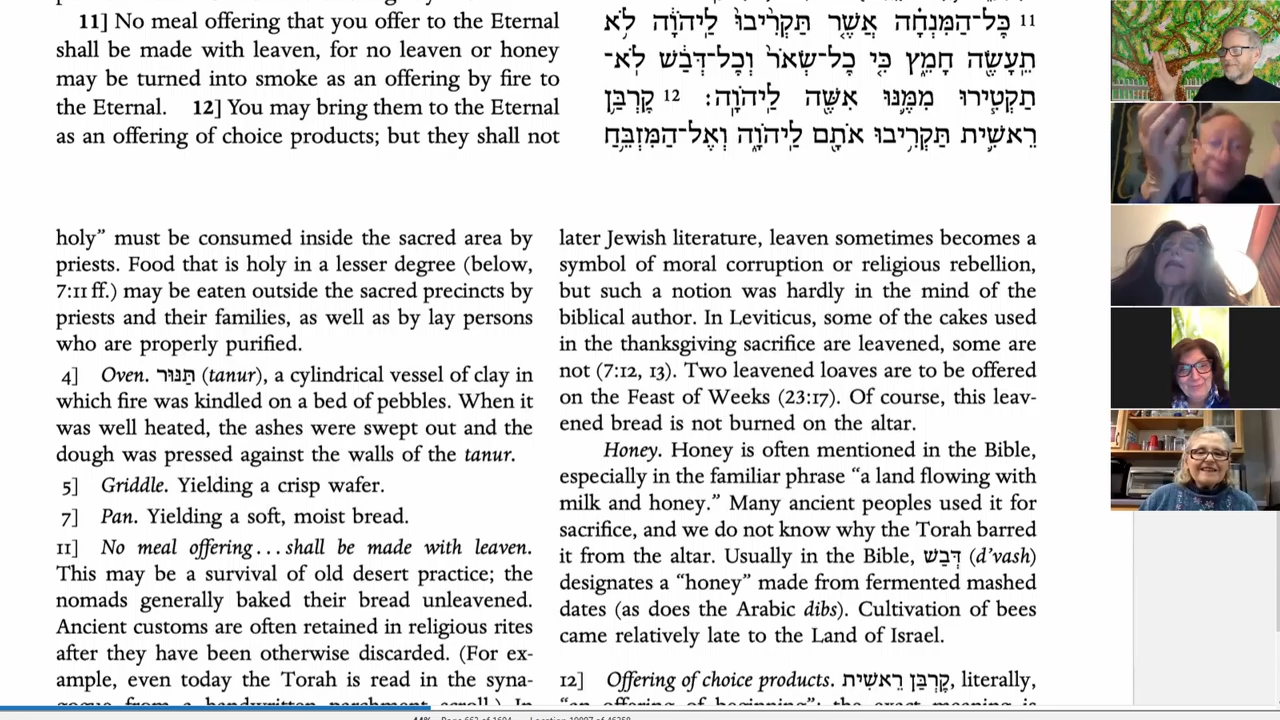 11] No meal offering that you offer to the Eternal
shall be made with leaven, for no leaven or honey
may be turned into smoke as an offering by fire to
the Eternal. 12] You may bring them to the Eternal
as an offering of choice products; but they shall not
11 כׇּל־הַמִּנְחָ֗ה אֲשֶׁ֤ר תַּקְרִ֙יבוּ֙ לַיהֹוָ֔ה לֹ֥א
תֵעָשֶׂ֖ה חָמֵ֑ץ כִּ֤י כׇל־שְׂאֹר֙ וְכׇל־דְּבַ֔שׁ לֹֽא־
תַקְטִ֧ירוּ מִמֶּ֛נּוּ אִשֶּׁ֖ה לַֽיהֹוָֽה׃ 12 קׇרְבַּ֥ן
רֵאשִׁ֛ית תַּקְרִ֥יבוּ אֹתָ֖ם לַֽיהֹוָ֑ה וְאֶל־הַמִּזְבֵּ֥חַ
holy” must be consumed inside the sacred area by
priests. Food that is holy in a lesser degree (below,
7:11 ff.) may be eaten outside the sacred precincts by
priests and their families, as well as by lay persons
who are properly purified.
4] Oven. תַּנּוּר (tanur), a cylindrical vessel of clay in
which fire was kindled on a bed of pebbles. When it
was well heated, the ashes were swept out and the
dough was pressed against the walls of the tanur.
5] Griddle. Yielding a crisp wafer.
7] Pan. Yielding a soft, moist bread.
11] No meal offering . . . shall be made with leaven.
This may be a survival of old desert practice; the
nomads generally baked their bread unleavened.
Ancient customs are often retained in religious rites
after they have been otherwise discarded. (For ex-
ample, even today the Torah is read in the syna-
later Jewish literature, leaven sometimes becomes a
symbol of moral corruption or religious rebellion,
but such a notion was hardly in the mind of the
biblical author. In Leviticus, some of the cakes used
in the thanksgiving sacrifice are leavened, some are
not (7:12, 13). Two leavened loaves are to be offered
on the Feast of Weeks (23:17). Of course, this leav-
ened bread is not burned on the altar.
Honey. Honey is often mentioned in the Bible,
especially in the familiar phrase “a land flowing with
milk and honey.” Many ancient peoples used it for
sacrifice, and we do not know why the Torah barred
it from the altar. Usually in the Bible, דְּבַשׁ (d’vash)
designates a “honey” made from fermented mashed
dates (as does the Arabic dibs). Cultivation of bees
came relatively late to the Land of Israel.
12] Offering of choice products. קׇרְבַּן רֵאשִׁית, literally,